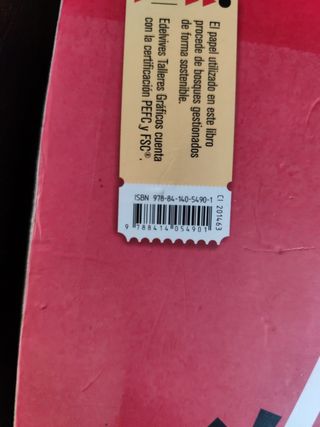 El papel utilizado en este libro
procede de bosques gestionados
de forma sostenible.
Edelvives Talleres Gráficos cuenta
con la certificación PEFC y FSC®.
ISBN 978-84-140-5490-1
9 788414 054901
CI 201463